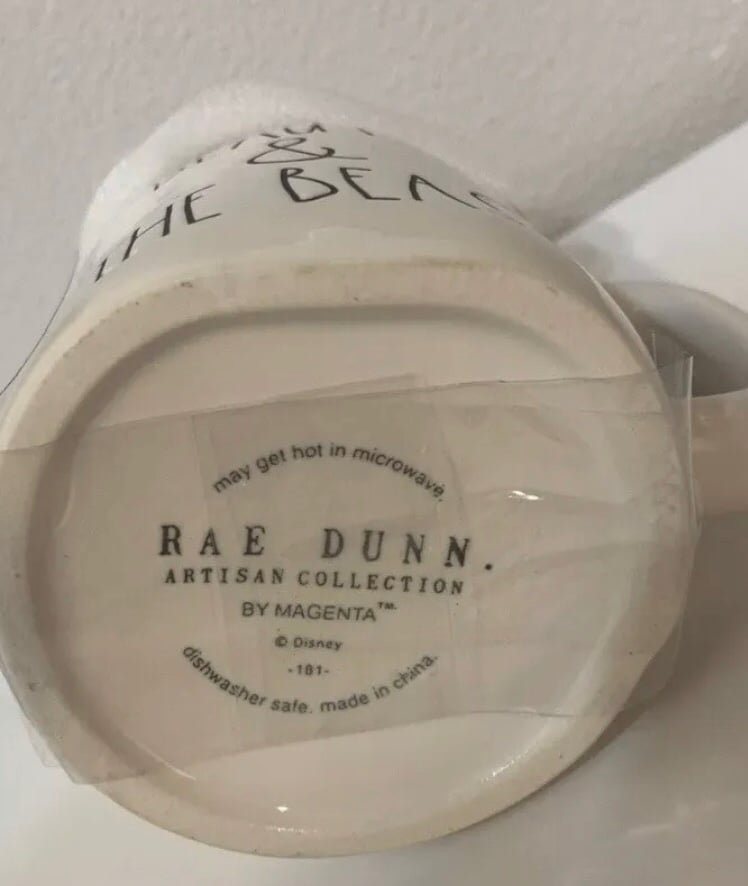 &
THE BEAS
may get hot in microwave.
RAE DUNN.
ARTISAN COLLECTION
BY MAGENTA™
© Disney
-181-
dishwasher safe. made in china.